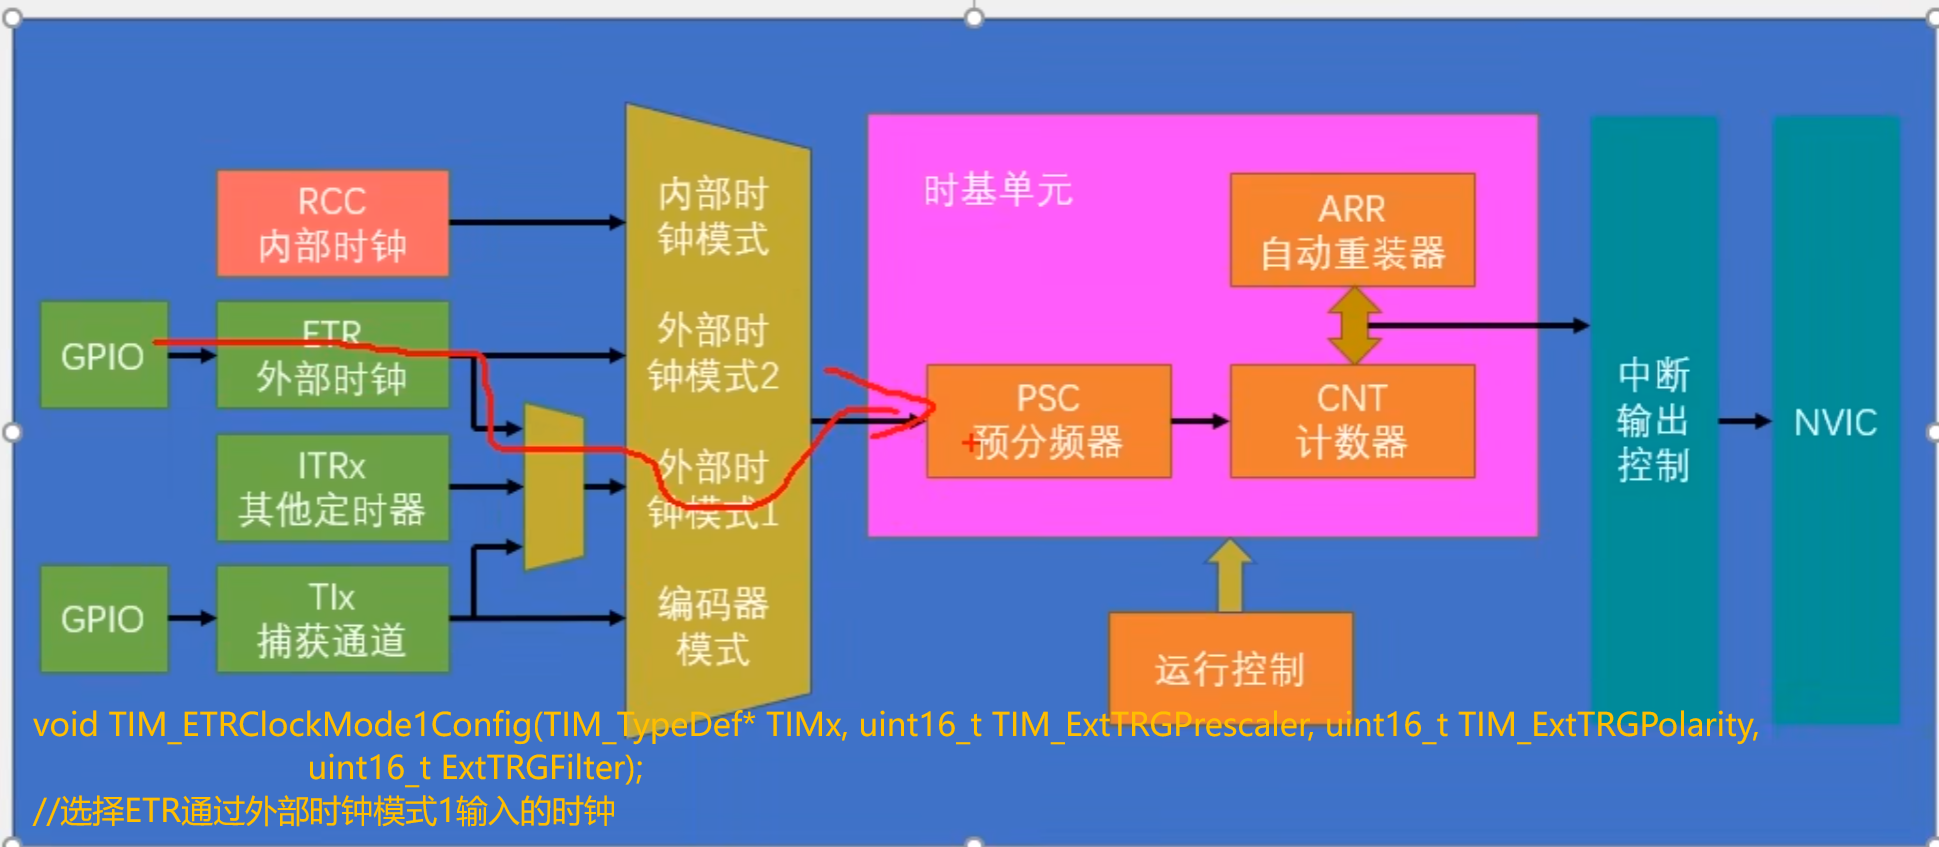 RCC
内部时钟
GPIO
ETR
外部时钟
ITRx
其他定时器
GPIO
TIx
捕获通道
内部时
钟模式
外部时
钟模式2
外部时
钟模式1
编码器
模式
时基单元
ARR
自动重装器
PSC
预分频器
CNT
计数器
运行控制
中断
输出
控制
NVIC
void TIM_ETRClockMode1Config(TIM_TypeDef* TIMx, uint16_t TIM_ExtTRGPrescaler, uint16_t TIM_ExtTRGPolarity,
uint16_t ExtTRGFilter);
//选择ETR通过外部时钟模式1输入的时钟